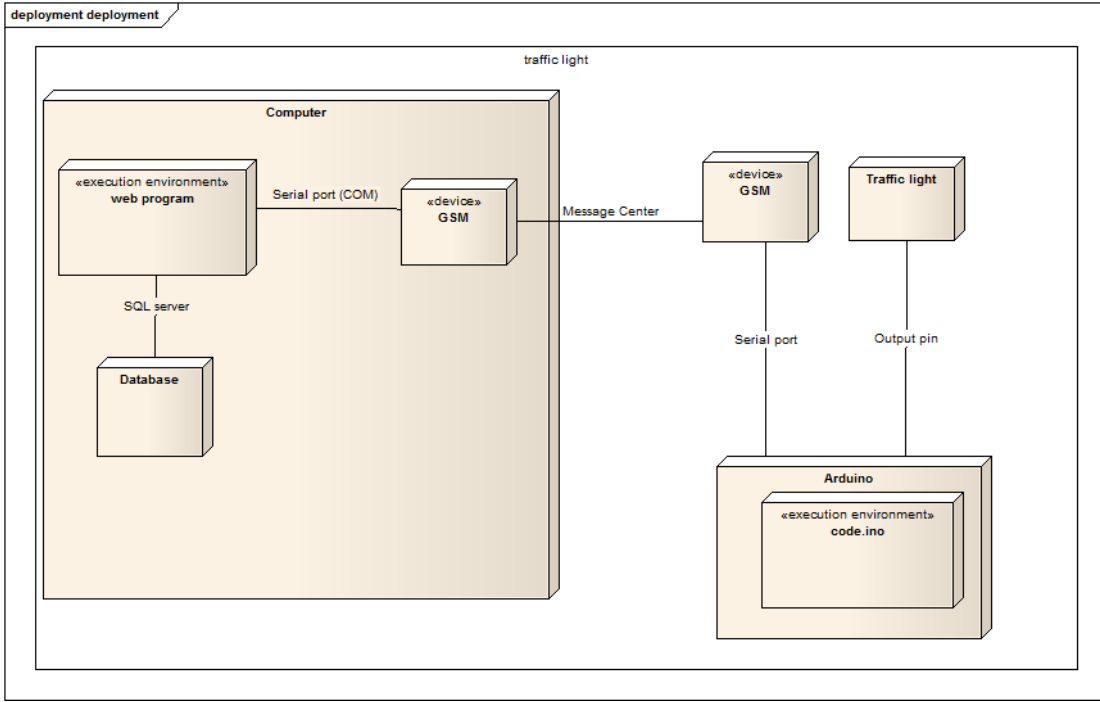 deployment deployment
traffic light
Computer
«execution environment»
web program
Serial port (COM)
«device»
GSM
Message Center
«device»
GSM
Traffic light
SQL server
Database
Serial port
Output pin
Arduino
«execution environment»
code.ino